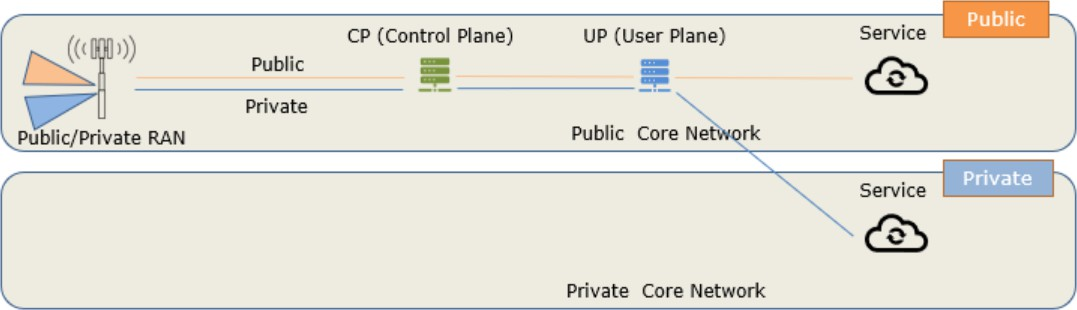 Public
CP (Control Plane)
UP (User Plane)
Service
Public
Private
Public/Private RAN
Public Core Network
Private
Service
Private Core Network